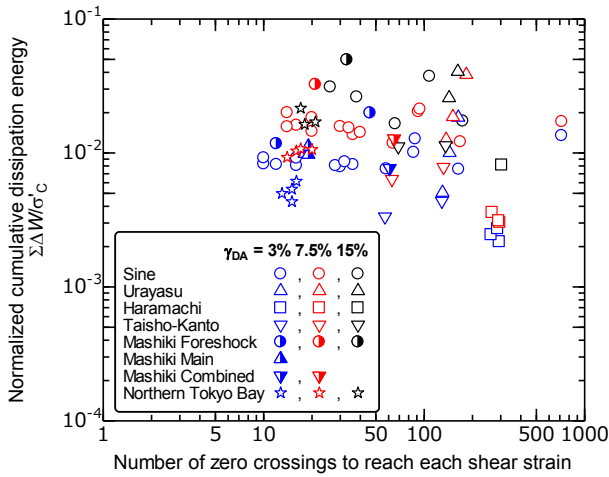 Normalized cumulative dissipation energy
ΣΔW/σ'C
10^-1
10^-2
10^-3
10^-4
γDA = 3% 7.5% 15%
Sine , ,
Urayasu , ,
Haramachi , ,
Taisho-Kanto , ,
Mashiki Foreshock , ,
Mashiki Main
Mashiki Combined ,
Northern Tokyo Bay , ,
1 5 10 50 100 500 1000
Number of zero crossings to reach each shear strain